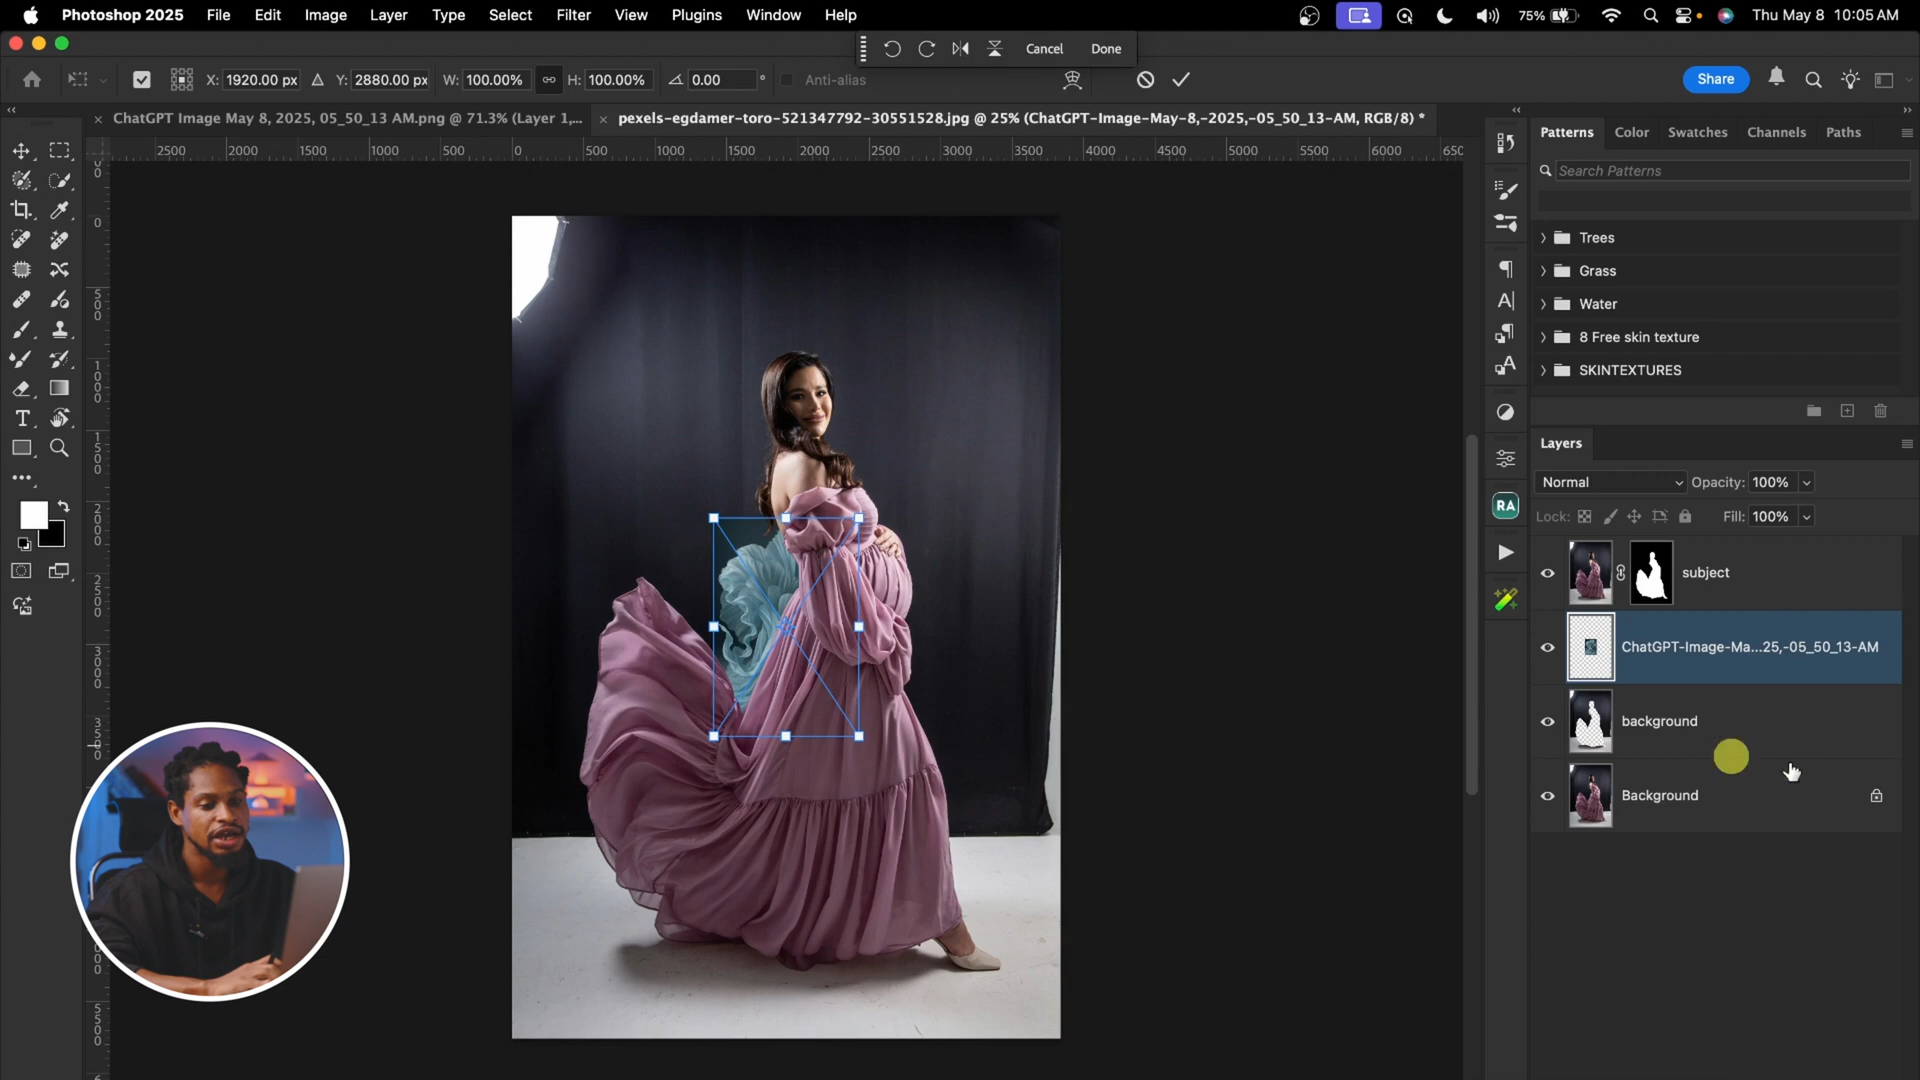 Photoshop 2025 File Edit Image Layer Type Select Filter View Plugins Window Help 75% Thu May 8 10:05 AM
Cancel Done
X: 1920.00 px Y: 2880.00 px W: 100.00% H: 100.00% 0.00 ° Anti-alias Share
× ChatGPT Image May 8, 2025, 05_50_13 AM.png @ 71.3% (Layer 1,... × pexels-egdamer-toro-521347792-30551528.jpg @ 25% (ChatGPT-Image-May-8,-2025,-05_50_13-AM, RGB/8) *
Patterns Color Swatches Channels Paths
2500 2000 1500 1000 500 0 500 1000 1500 2000 2500 3000 3500 4000 4500 5000 5500 6000
Search Patterns
Trees
Grass
Water
8 Free skin texture
SKINTEXTURES
Layers
Normal Opacity: 100%
Lock: Fill: 100%
RA
subject
ChatGPT-Image-Ma...25,-05_50_13-AM
background
Background